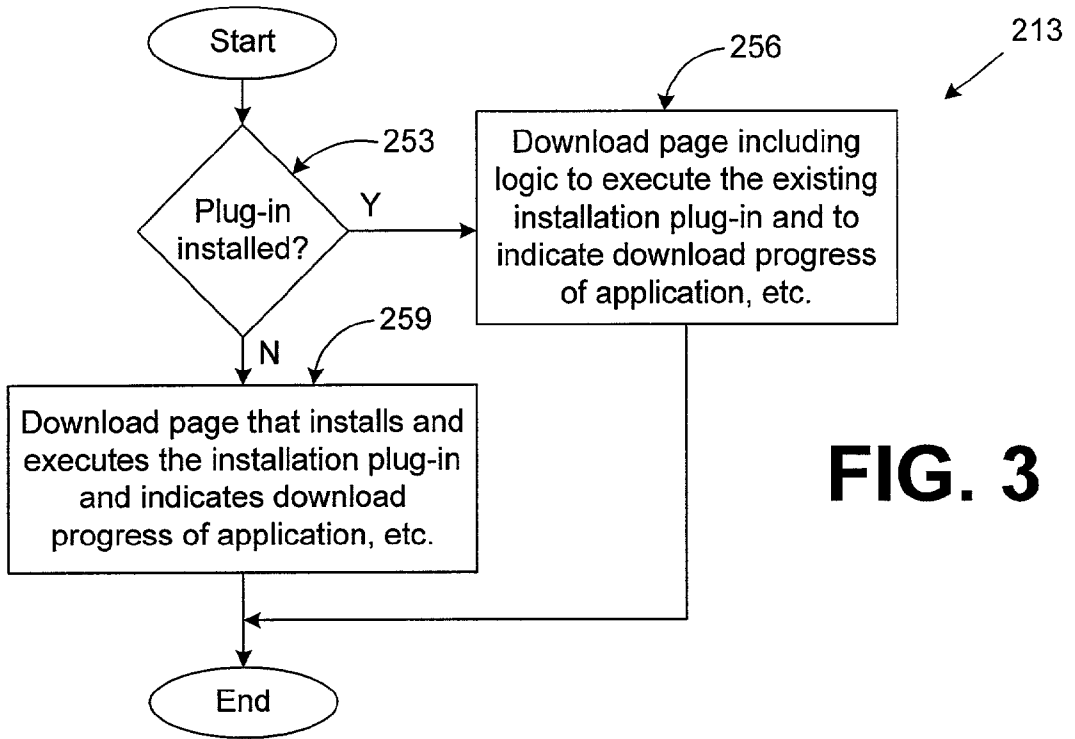 Start
213
256
253
Plug-in
installed?
Y
Download page including
logic to execute the existing
installation plug-in and to
indicate download progress
of application, etc.
N
259
Download page that installs and
executes the installation plug-in
and indicates download
progress of application, etc.
FIG. 3
End